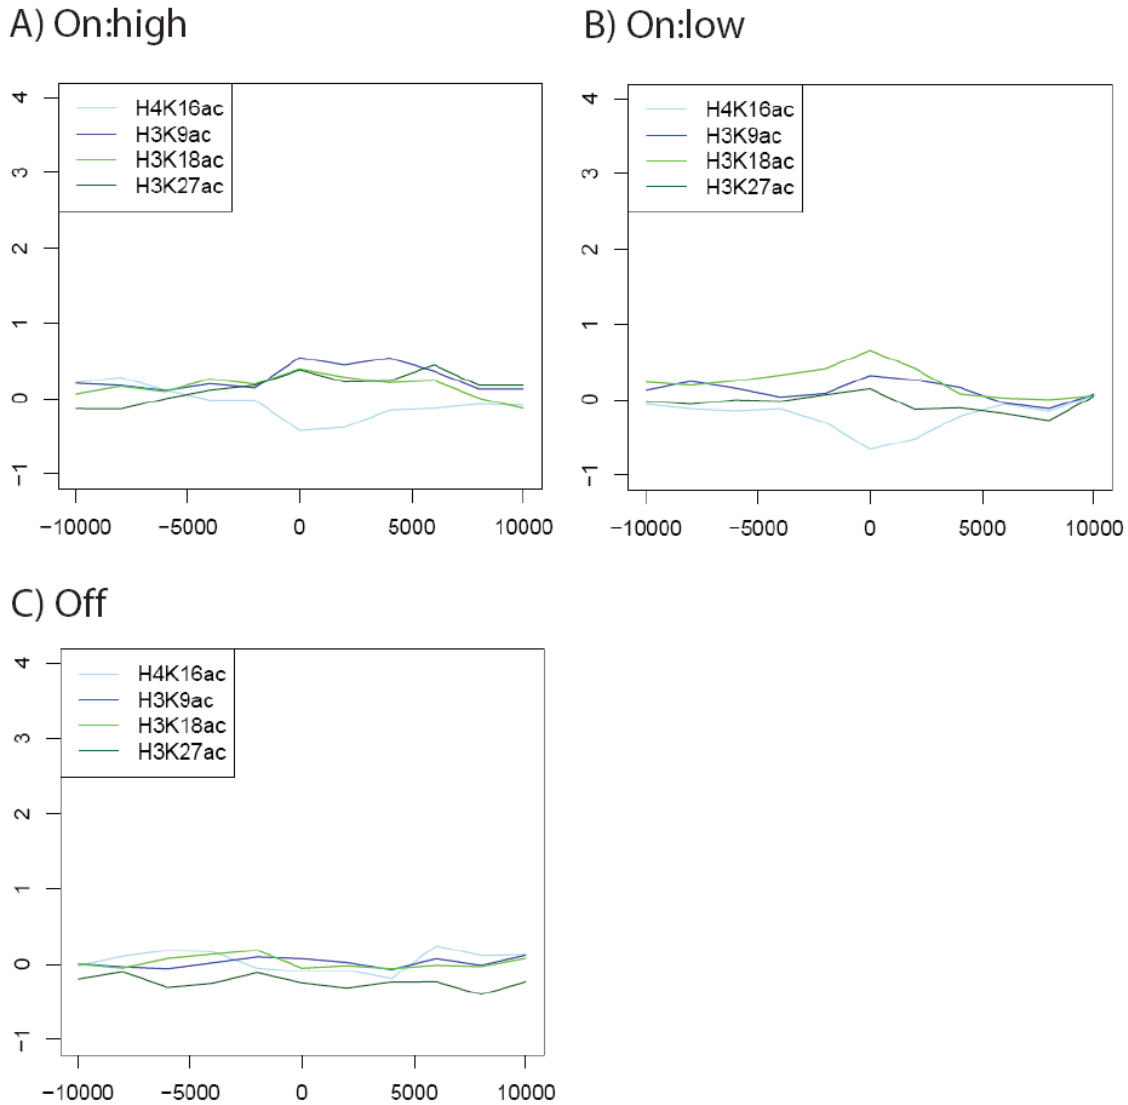 A) On:high
4
3
2
1
0
−1
H4K16ac
H3K9ac
H3K18ac
H3K27ac
−10000 −5000 0 5000 10000
B) On:low
4
3
2
1
0
−1
H4K16ac
H3K9ac
H3K18ac
H3K27ac
−10000 −5000 0 5000 10000
C) Off
4
3
2
1
0
−1
H4K16ac
H3K9ac
H3K18ac
H3K27ac
−10000 −5000 0 5000 10000